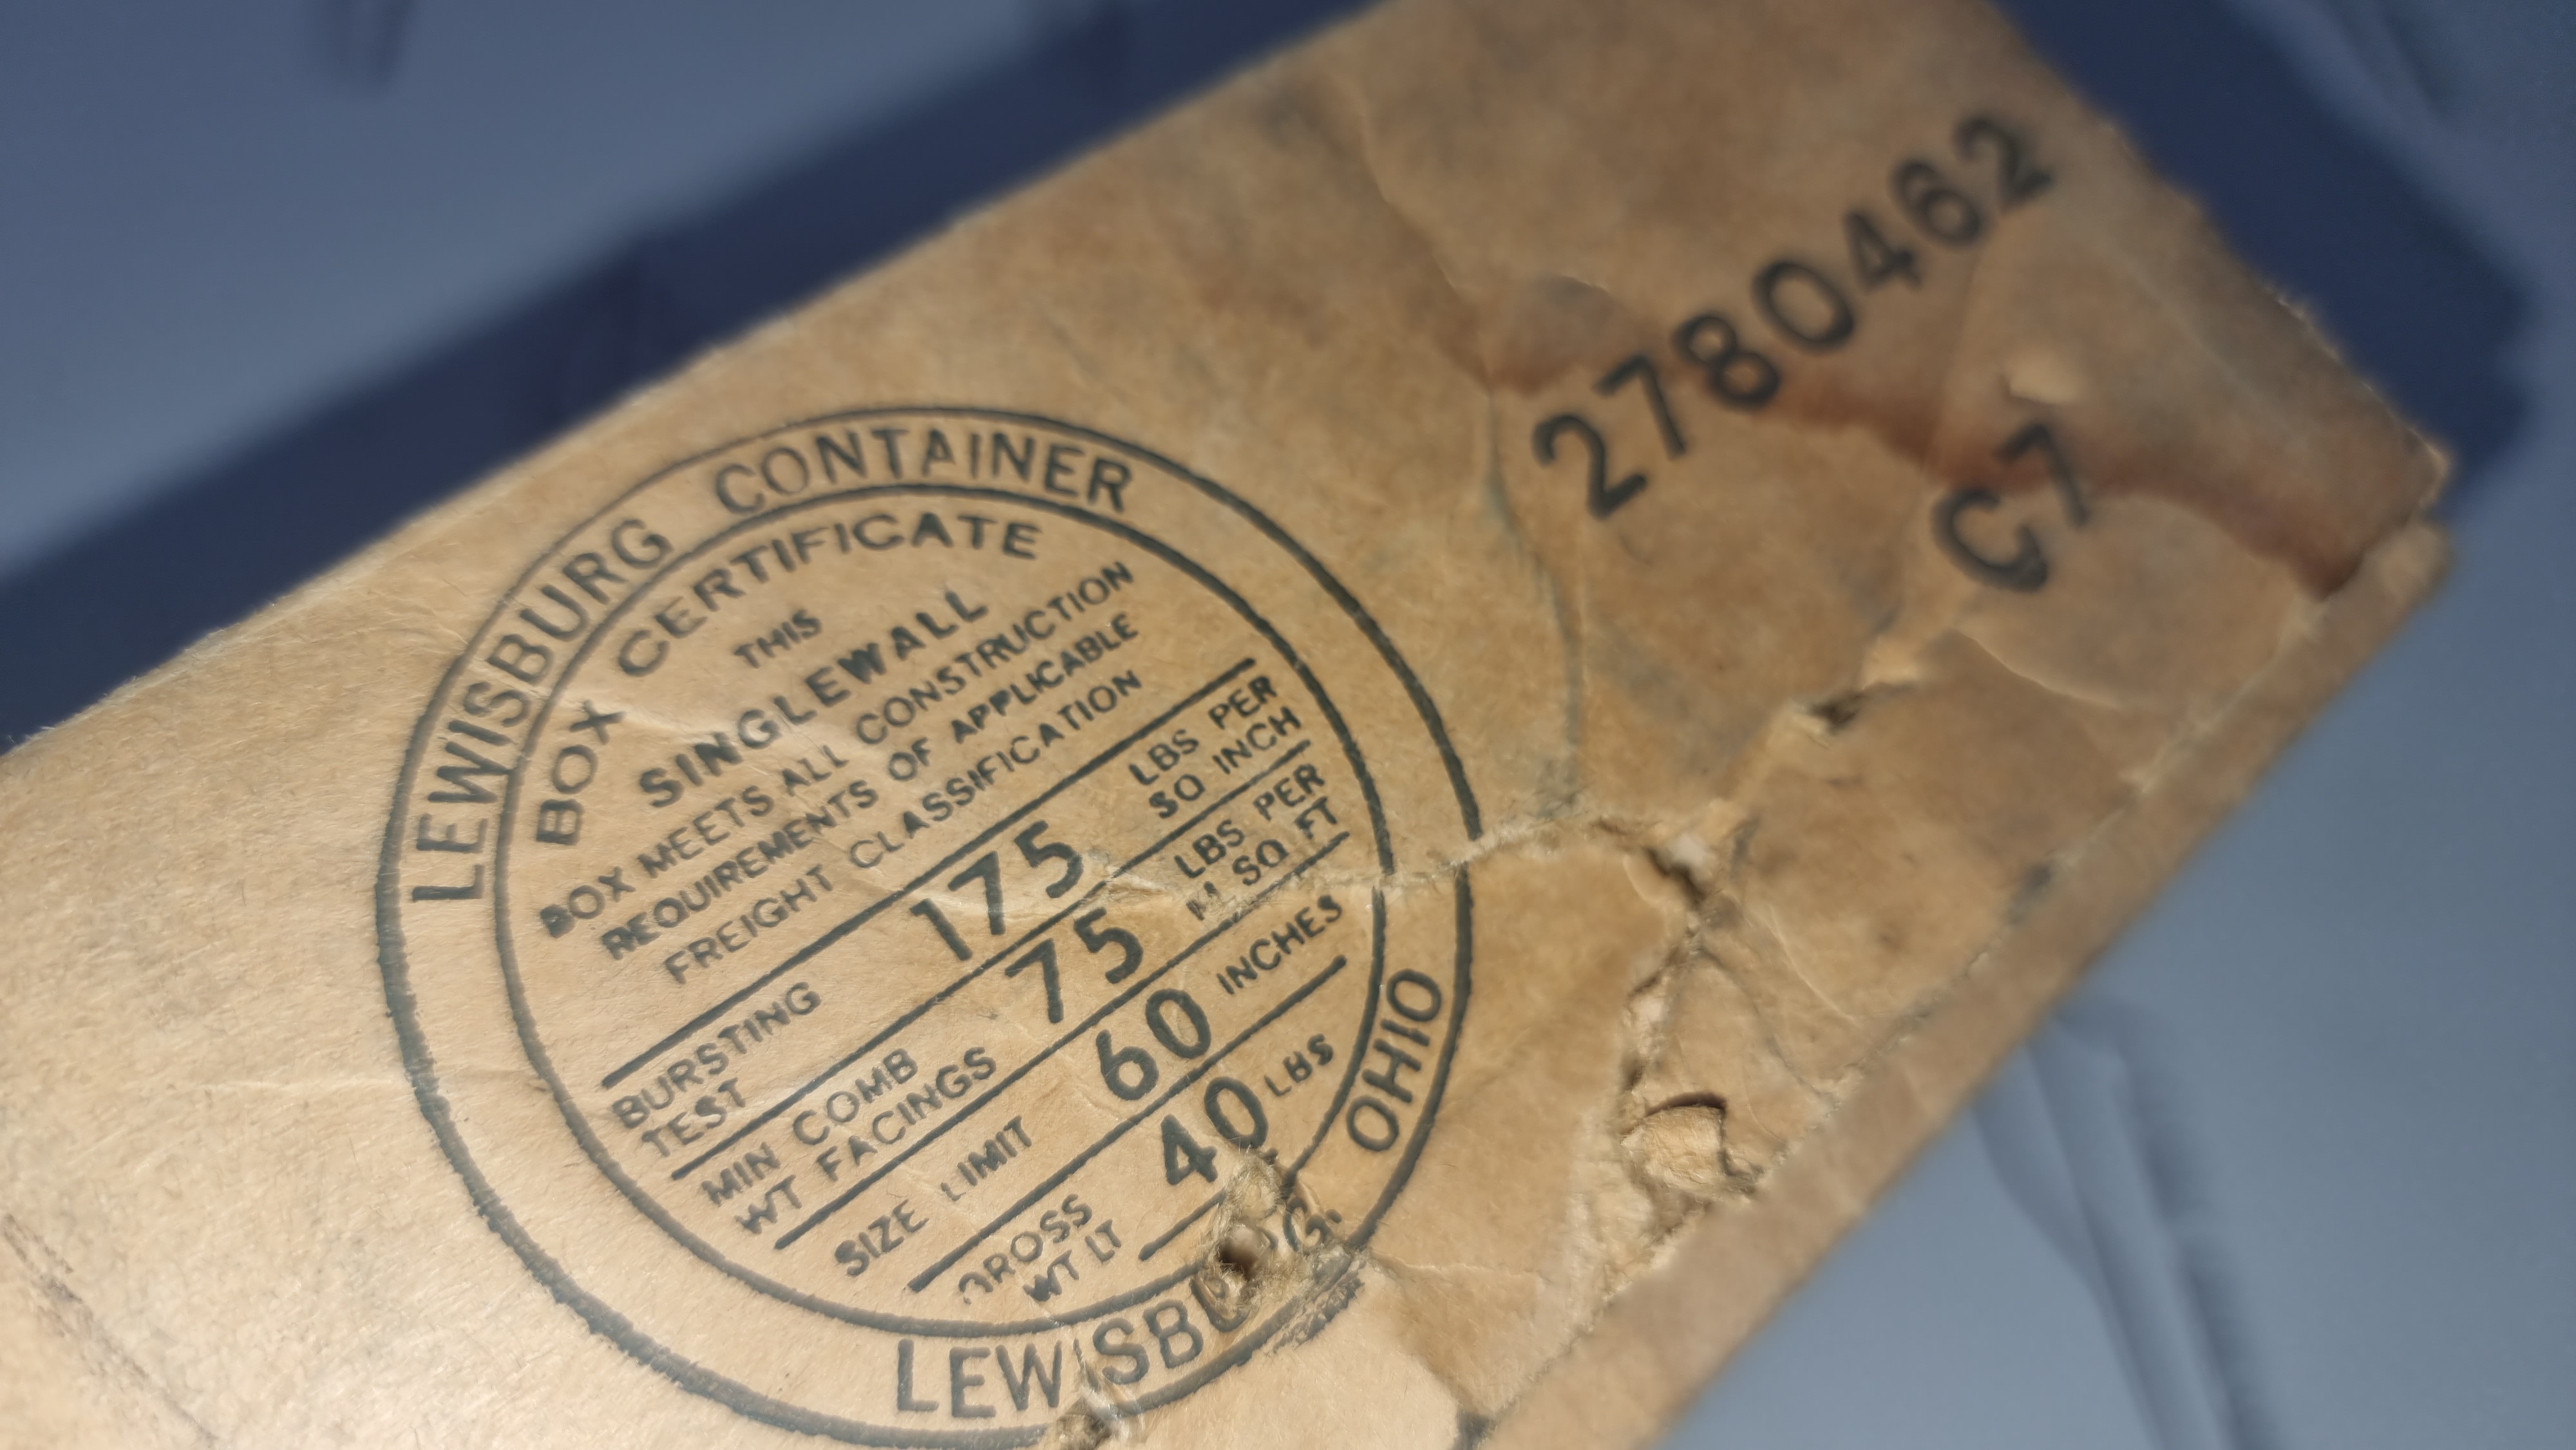 LEWISBURG CONTAINER
BOX CERTIFICATE
THIS
SINGLEWALL
BOX MEETS ALL CONSTRUCTION
REQUIREMENTS OF APPLICABLE
FREIGHT CLASSIFICATION
BURSTING TEST 175 LBS PER SQ INCH
MIN COMB WT FACINGS 75 LBS PER M SQ FT
SIZE LIMIT 60 INCHES
GROSS WT LT 40 LBS
LEWISBURG, OHIO
2780462
G7